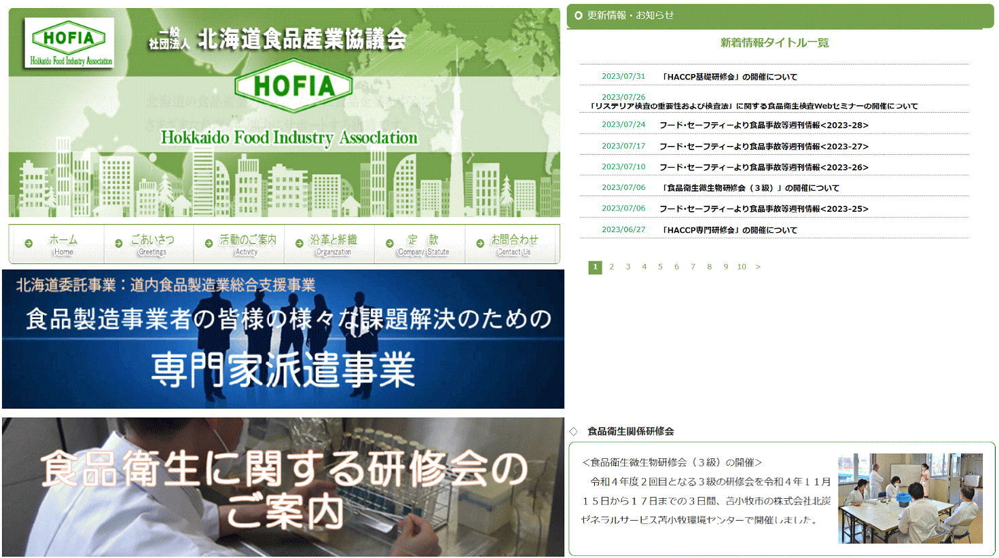 HOFIA
Hokkaido Food Industry Association
一般
社団法人
北海道食品産業協議会
HOFIA
Hokkaido Food Industry Association
ホーム
Home
ごあいさつ
Greetings
活動のご案内
Activity
沿革と組織
Organization
定 款
Company Statute
お問合わせ
Contact Us
北海道委託事業：道内食品製造業総合支援事業
食品製造事業者の皆様の様々な課題解決のための
専門家派遣事業
食品衛生に関する研修会の
ご案内
更新情報・お知らせ
新着情報タイトル一覧
2023/07/31 「HACCP基礎研修会」の開催について
2023/07/26
「リステリア検査の重要性および検査法」に関する食品衛生検査Webセミナーの開催について
2023/07/24 フード・セーフティーより食品事故等週刊情報<2023-28>
2023/07/17 フード・セーフティーより食品事故等週刊情報<2023-27>
2023/07/10 フード・セーフティーより食品事故等週刊情報<2023-26>
2023/07/06 「食品衛生微生物研修会（３級）」の開催について
2023/07/06 フード・セーフティーより食品事故等週刊情報<2023-25>
2023/06/27 「HACCP専門研修会」の開催について
1 2 3 4 5 6 7 8 9 10 >
◇ 食品衛生関係研修会
＜食品衛生微生物研修会（３級）の開催＞
令和４年度２回目となる３級の研修会を令和４年１１月
１５日から１７日までの３日間、苫小牧市の株式会社北炭
ゼネラルサービス苫小牧環境センターで開催しました。